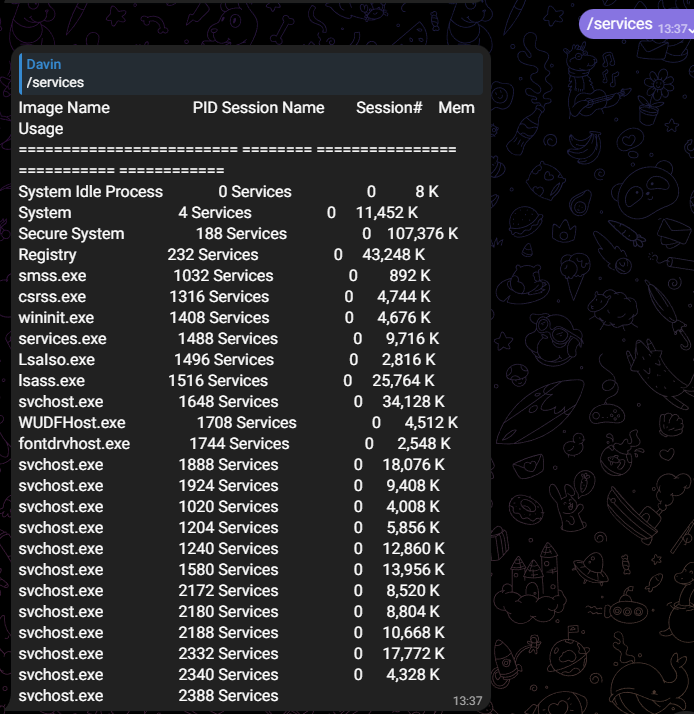 /services 13:37
Davin
/services
Image Name PID Session Name Session# Mem
Usage
========================= ======== ================
=========== ============
System Idle Process 0 Services 0 8 K
System 4 Services 0 11,452 K
Secure System 188 Services 0 107,376 K
Registry 232 Services 0 43,248 K
smss.exe 1032 Services 0 892 K
csrss.exe 1316 Services 0 4,744 K
wininit.exe 1408 Services 0 4,676 K
services.exe 1488 Services 0 9,716 K
LsaIso.exe 1496 Services 0 2,816 K
lsass.exe 1516 Services 0 25,764 K
svchost.exe 1648 Services 0 34,128 K
WUDFHost.exe 1708 Services 0 4,512 K
fontdrvhost.exe 1744 Services 0 2,548 K
svchost.exe 1888 Services 0 18,076 K
svchost.exe 1924 Services 0 9,408 K
svchost.exe 1020 Services 0 4,008 K
svchost.exe 1204 Services 0 5,856 K
svchost.exe 1240 Services 0 12,860 K
svchost.exe 1580 Services 0 13,956 K
svchost.exe 2172 Services 0 8,520 K
svchost.exe 2180 Services 0 8,804 K
svchost.exe 2188 Services 0 10,668 K
svchost.exe 2332 Services 0 17,772 K
svchost.exe 2340 Services 0 4,328 K
svchost.exe 2388 Services
13:37